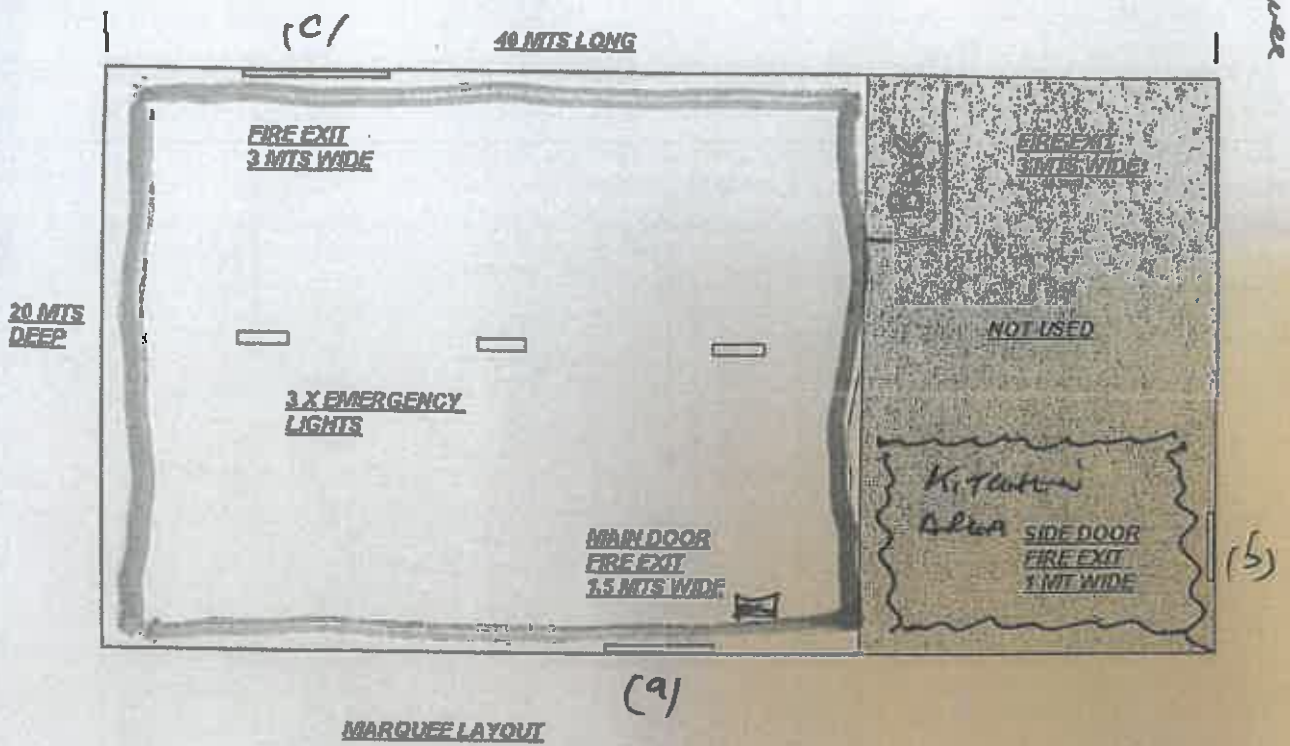 (c)
40 MTS LONG
FIRE EXIT
3 MTS WIDE
BAR
FIRE EXIT
3 MTS WIDE
20 MTS
DEEP
NOT USED
3 X EMERGENCY
LIGHTS
Kitchen
Area
MAIN DOOR
FIRE EXIT
1.5 MTS WIDE
SIDE DOOR
FIRE EXIT
1 MT WIDE
(b)
(a)
MARQUEE LAYOUT